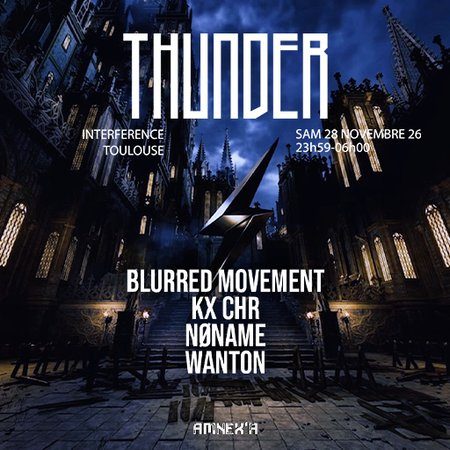 THUNDER
INTERFERENCE
TOULOUSE
SAM 28 NOVEMBRE 26
23h59-06h00
BLURRED MOVEMENT
KX CHR
NØNAME
WANTON
AMNEX'A